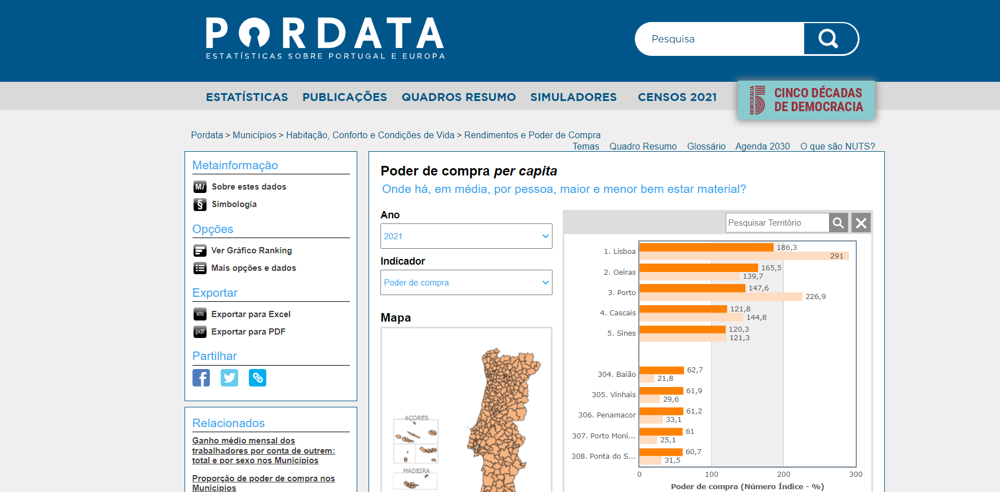 PORDATA
ESTATÍSTICAS SOBRE PORTUGAL E EUROPA
Pesquisa
ESTATÍSTICAS PUBLICAÇÕES QUADROS RESUMO SIMULADORES CENSOS 2021
DEMOCRACIA
CINCO DÉCADAS
DE DEMOCRACIA
Pordata > Municípios > Habitação, Conforto e Condições de Vida > Rendimentos e Poder de Compra
Temas Quadro Resumo Glossário Agenda 2030 O que são NUTS?
Metainformação
Mi Sobre estes dados
§ Simbologia
Opções
Ver Gráfico Ranking
Mais opções e dados
Exportar
xls Exportar para Excel
pdf Exportar para PDF
Partilhar
Relacionados
Ganho médio mensal dos
trabalhadores por conta de outrem:
total e por sexo nos Municípios
Proporção de poder de compra nos
Municípios
Poder de compra per capita
Onde há, em média, por pessoa, maior e menor bem estar material?
Ano
2021
Indicador
Poder de compra
Mapa
AÇORES
MADEIRA
Pesquisar Território
1. Lisboa 186,3
291
2. Oeiras 165,5
139,7
3. Porto 147,6
226,9
4. Cascais 121,8
144,8
5. Sines 120,3
121,3
304. Baião 62,7
21,8
305. Vinhais 61,9
29,6
306. Penamacor 61,2
33,1
307. Porto Moni... 61
25,1
308. Ponta do S... 60,7
31,5
0 100 200 300
Poder de compra (Número Índice - %)